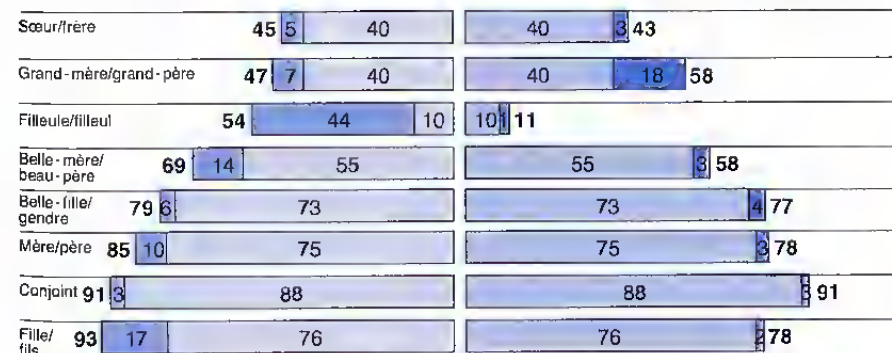 Sœur/frère 45 5 40 40 3 43
Grand-mère/grand-père 47 7 40 40 18 58
Filleule/filleul 54 44 10 10 1 11
Belle-mère/
beau-père 69 14 55 55 3 58
Belle-fille/
gendre 79 6 73 73 4 77
Mère/père 85 10 75 75 3 78
Conjoint 91 3 88 88 3 91
Fille/
fils 93 17 76 76 2 78